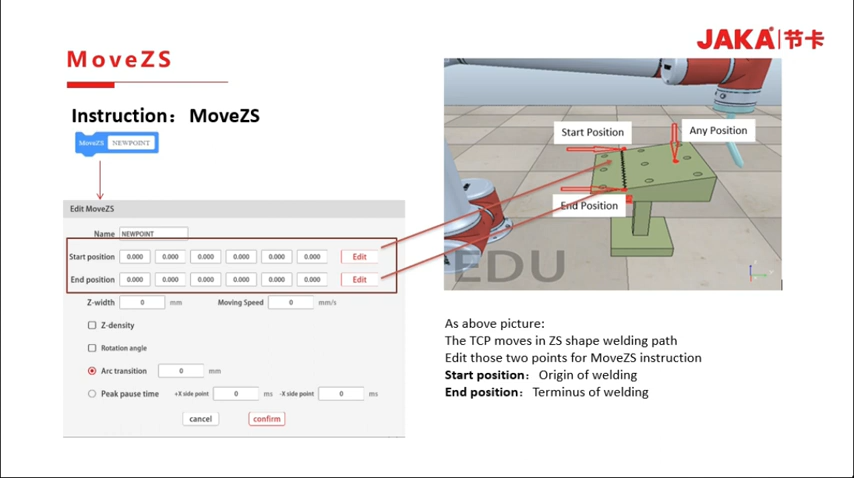 JAKA 节卡
MoveZS
Instruction： MoveZS
MoveZS NEWPOINT
Edit MoveZS
Name NEWPOINT
Start position 0.000 0.000 0.000 0.000 0.000 0.000 Edit
End position 0.000 0.000 0.000 0.000 0.000 0.000 Edit
Z-width 0 mm Moving Speed 0 mm/s
Z-density
Rotation angle
Arc transition 0 mm
Peak pause time +X side point 0 ms -X side point 0 ms
cancel confirm
Start Position
Any Position
End Position
EDU
As above picture:
The TCP moves in ZS shape welding path
Edit those two points for MoveZS instruction
Start position： Origin of welding
End position： Terminus of welding